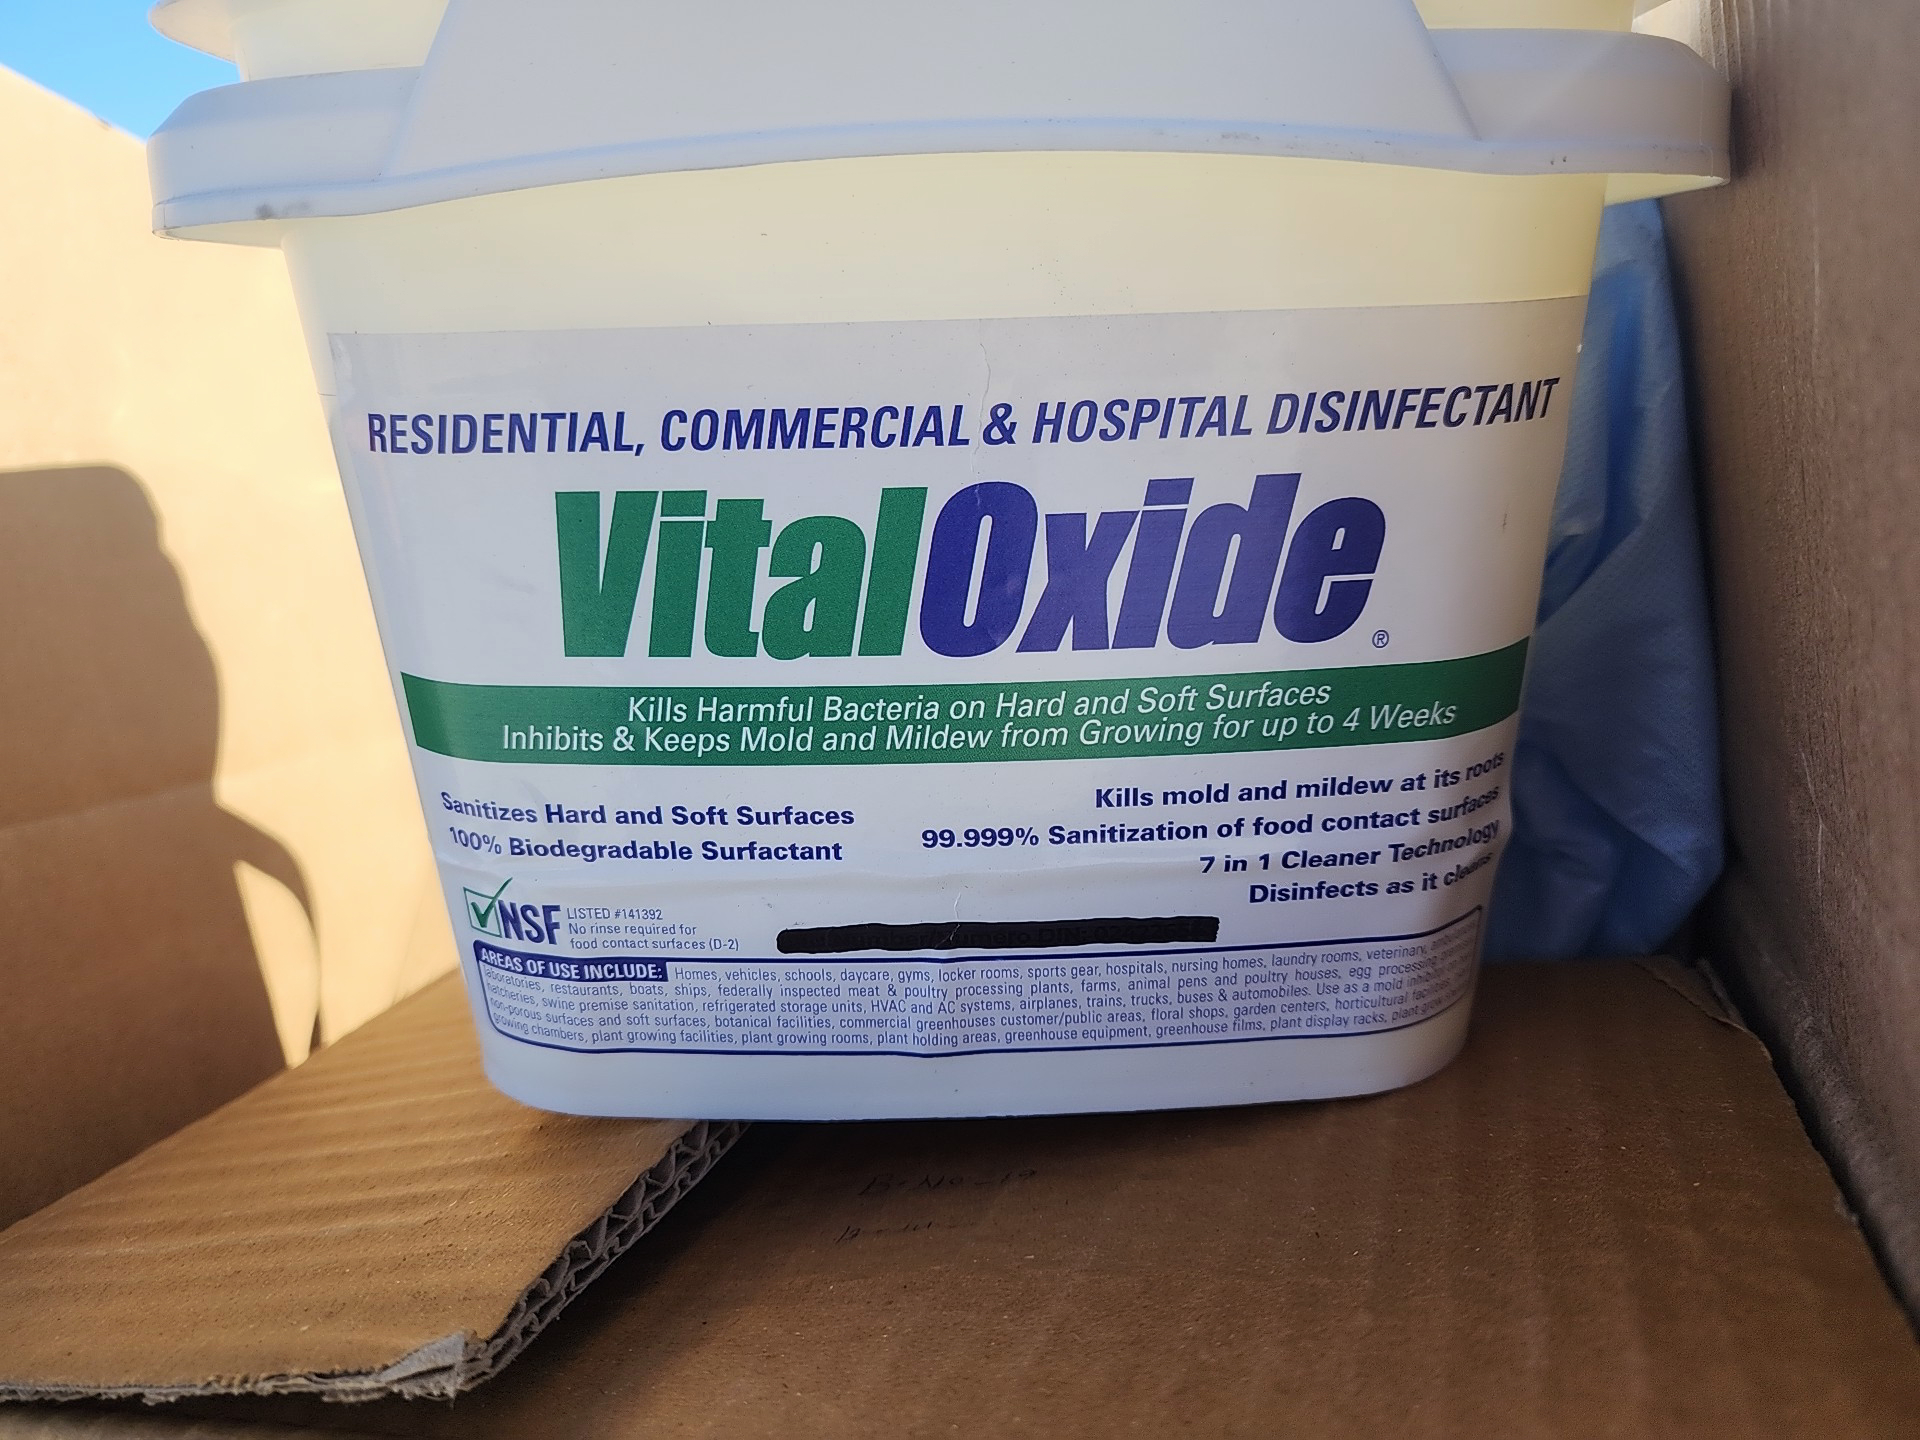 RESIDENTIAL, COMMERCIAL & HOSPITAL DISINFECTANT
VitalOxide®
Kills Harmful Bacteria on Hard and Soft Surfaces
Inhibits & Keeps Mold and Mildew from Growing for up to 4 Weeks
Sanitizes Hard and Soft Surfaces
100% Biodegradable Surfactant
Kills mold and mildew at its roots
99.999% Sanitization of food contact surfaces
7 in 1 Cleaner Technology
Disinfects as it cleans
NSF
LISTED #141392
No rinse required for
food contact surfaces (D-2)
AREAS OF USE INCLUDE: Homes, vehicles, schools, daycare, gyms, locker rooms, sports gear, hospitals, nursing homes, laundry rooms, veterinary,
laboratories, restaurants, boats, ships, federally inspected meat & poultry processing plants, farms, animal pens and poultry houses, egg processing
hatcheries, swine premise sanitation, refrigerated storage units, HVAC and AC systems, airplanes, trains, trucks, buses & automobiles. Use as a mold
non-porous surfaces and soft surfaces, botanical facilities, commercial greenhouses customer/public areas, floral shops, garden centers, horticultural
growing chambers, plant growing facilities, plant growing rooms, plant holding areas, greenhouse equipment, greenhouse films, plant display racks, plant